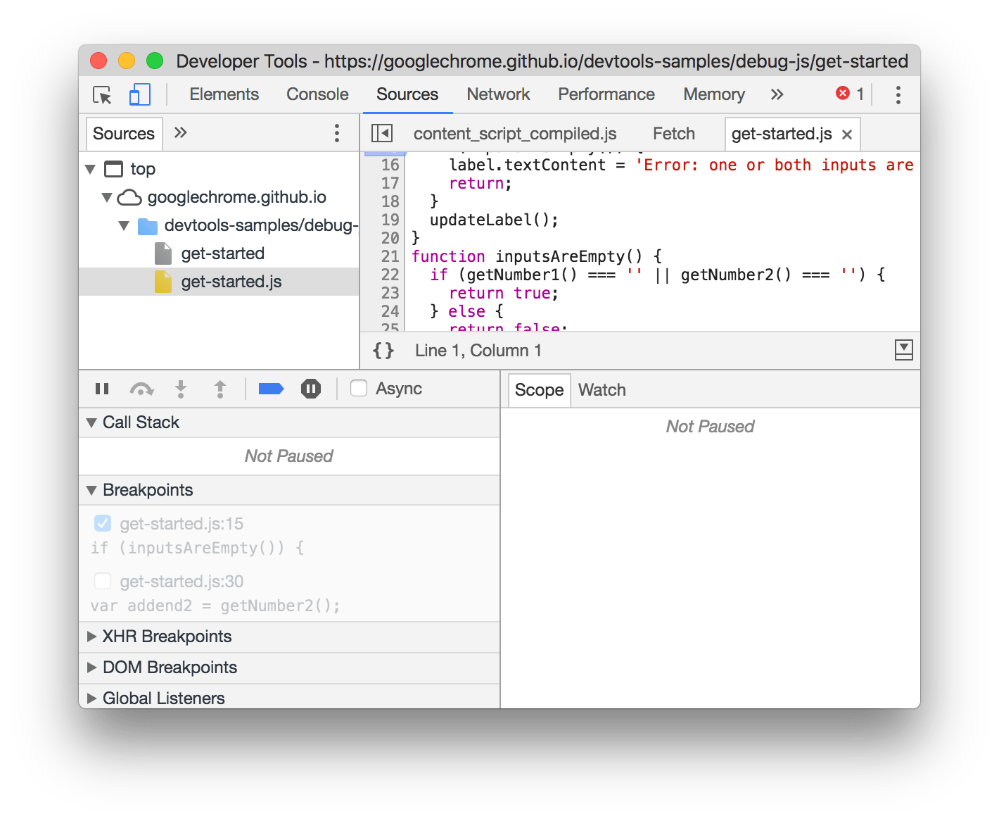 Developer Tools - https://googlechrome.github.io/devtools-samples/debug-js/get-started
Elements Console Sources Network Performance Memory » 1
Sources »
content_script_compiled.js Fetch get-started.js ×
top
googlechrome.github.io
devtools-samples/debug-
get-started
get-started.js
16 label.textContent = 'Error: one or both inputs are
17 return;
18 }
19 updateLabel();
20 }
21 function inputsAreEmpty() {
22 if (getNumber1() === '' || getNumber2() === '') {
23 return true;
24 } else {
25 return false;
{} Line 1, Column 1
Async
Scope Watch
Call Stack
Not Paused
Not Paused
Breakpoints
get-started.js:15
if (inputsAreEmpty()) {
get-started.js:30
var addend2 = getNumber2();
XHR Breakpoints
DOM Breakpoints
Global Listeners